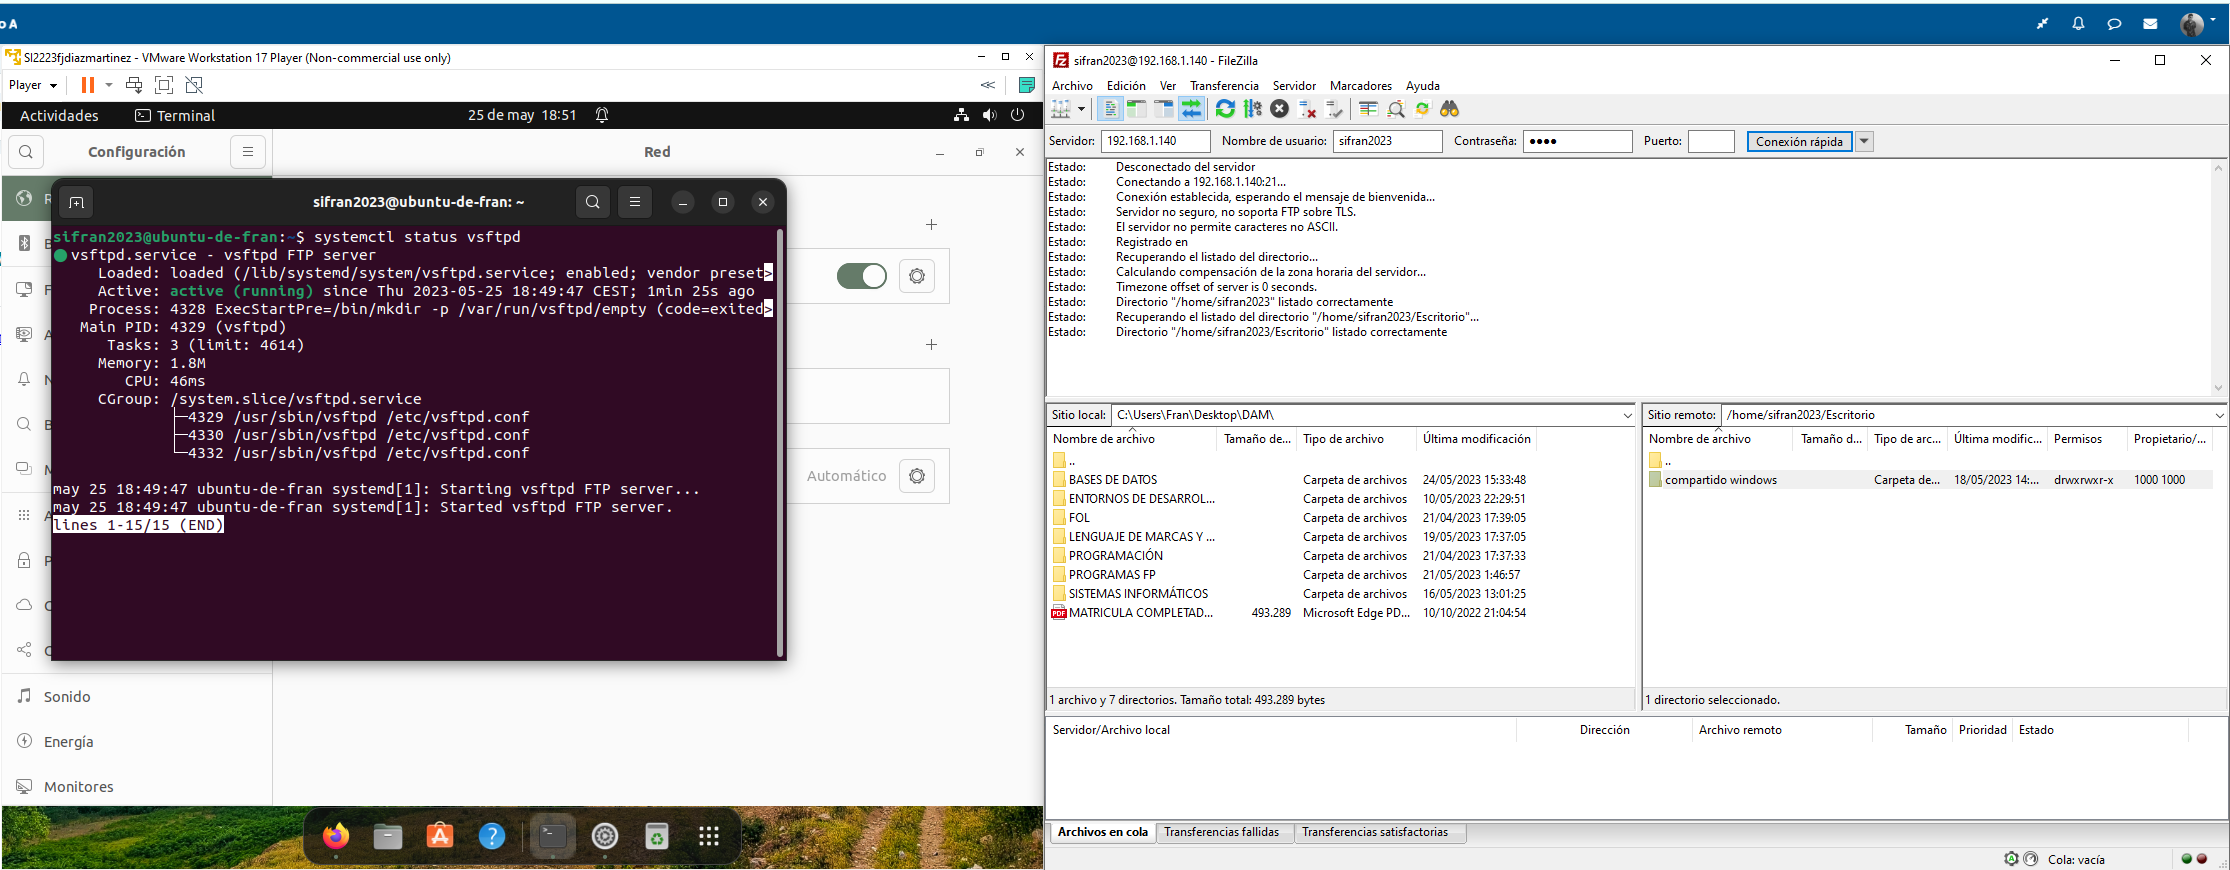 SI2223fjdiazmartinez - VMware Workstation 17 Player (Non-commercial use only)
Player
Actividades
Terminal
25 de may 18:51
Configuración
Red
sifran2023@ubuntu-de-fran: ~
sifran2023@ubuntu-de-fran:~$ systemctl status vsftpd
vsftpd.service - vsftpd FTP server
Loaded: loaded (/lib/systemd/system/vsftpd.service; enabled; vendor preset>
Active: active (running) since Thu 2023-05-25 18:49:47 CEST; 1min 25s ago
Process: 4328 ExecStartPre=/bin/mkdir -p /var/run/vsftpd/empty (code=exited>
Main PID: 4329 (vsftpd)
Tasks: 3 (limit: 4614)
Memory: 1.8M
CPU: 46ms
CGroup: /system.slice/vsftpd.service
├─4329 /usr/sbin/vsftpd /etc/vsftpd.conf
├─4330 /usr/sbin/vsftpd /etc/vsftpd.conf
└─4332 /usr/sbin/vsftpd /etc/vsftpd.conf
may 25 18:49:47 ubuntu-de-fran systemd[1]: Starting vsftpd FTP server...
may 25 18:49:47 ubuntu-de-fran systemd[1]: Started vsftpd FTP server.
lines 1-15/15 (END)
Automático
Sonido
Energía
Monitores
sifran2023@192.168.1.140 - FileZilla
Archivo Edición Ver Transferencia Servidor Marcadores Ayuda
Servidor: 192.168.1.140 Nombre de usuario: sifran2023 Contraseña: ●●●● Puerto: Conexión rápida
Estado: Desconectado del servidor
Estado: Conectando a 192.168.1.140:21...
Estado: Conexión establecida, esperando el mensaje de bienvenida...
Estado: Servidor no seguro, no soporta FTP sobre TLS.
Estado: El servidor no permite caracteres no ASCII.
Estado: Registrado en
Estado: Recuperando el listado del directorio...
Estado: Calculando compensación de la zona horaria del servidor...
Estado: Timezone offset of server is 0 seconds.
Estado: Directorio "/home/sifran2023" listado correctamente
Estado: Recuperando el listado del directorio "/home/sifran2023/Escritorio"...
Estado: Directorio "/home/sifran2023/Escritorio" listado correctamente
Sitio local: C:\Users\Fran\Desktop\DAM\
Nombre de archivo Tamaño de... Tipo de archivo Última modificación
..
BASES DE DATOS Carpeta de archivos 24/05/2023 15:33:48
ENTORNOS DE DESARROL... Carpeta de archivos 10/05/2023 22:29:51
FOL Carpeta de archivos 21/04/2023 17:39:05
LENGUAJE DE MARCAS Y ... Carpeta de archivos 19/05/2023 17:37:05
PROGRAMACIÓN Carpeta de archivos 21/04/2023 17:37:33
PROGRAMAS FP Carpeta de archivos 21/05/2023 1:46:57
SISTEMAS INFORMÁTICOS Carpeta de archivos 16/05/2023 13:01:25
MATRICULA COMPLETAD... 493.289 Microsoft Edge PD... 10/10/2022 21:04:54
1 archivo y 7 directorios. Tamaño total: 493.289 bytes
Sitio remoto: /home/sifran2023/Escritorio
Nombre de archivo Tamaño d... Tipo de arc... Última modific... Permisos Propietario/...
..
compartido windows Carpeta de... 18/05/2023 14:... drwxrwxr-x 1000 1000
1 directorio seleccionado.
Servidor/Archivo local Dirección Archivo remoto Tamaño Prioridad Estado
Archivos en cola Transferencias fallidas Transferencias satisfactorias
Cola: vacía